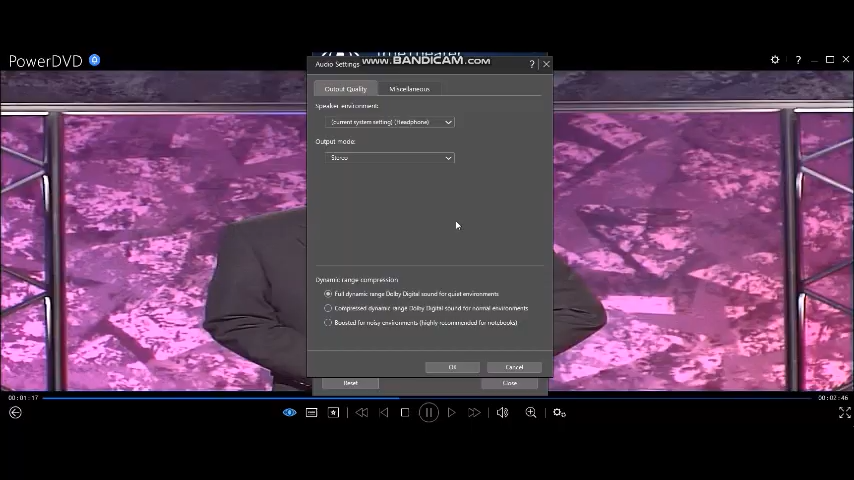 TrueTheater
PowerDVD
Audio Settings
WWW.BANDICAM.COM
?
Output Quality
Miscellaneous
Speaker environment:
(current system setting) (Headphone)
Output mode:
Stereo
Dynamic range compression
Full dynamic range Dolby Digital sound for quiet environments
Compressed dynamic range Dolby Digital sound for normal environments
Boosted for noisy environments (highly recommended for notebooks)
OK
Cancel
Reset
Close
00:01:17
00:02:46